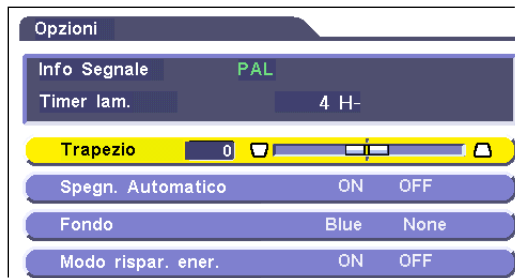 Opzioni
Info Segnale PAL
Timer lam. 4 H-
Trapezio 0
Spegn. Automatico ON OFF
Fondo Blue None
Modo rispar. ener. ON OFF